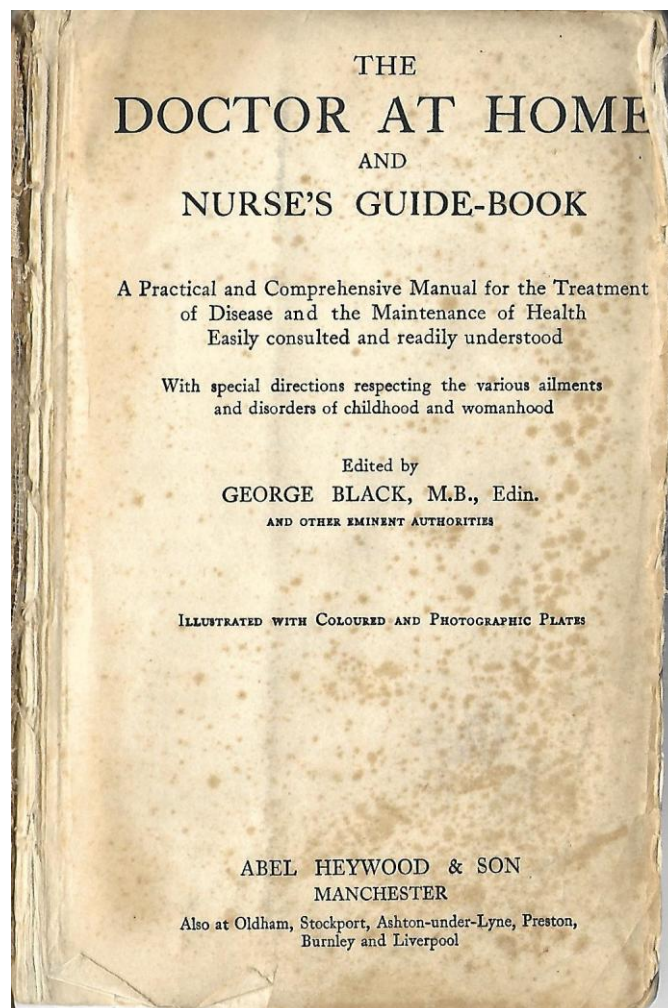 THE
DOCTOR AT HOME
AND
NURSE'S GUIDE-BOOK
A Practical and Comprehensive Manual for the Treatment
of Disease and the Maintenance of Health
Easily consulted and readily understood
With special directions respecting the various ailments
and disorders of childhood and womanhood
Edited by
GEORGE BLACK, M.B., Edin.
AND OTHER EMINENT AUTHORITIES
ILLUSTRATED WITH COLOURED AND PHOTOGRAPHIC PLATES
ABEL HEYWOOD & SON
MANCHESTER
Also at Oldham, Stockport, Ashton-under-Lyne, Preston,
Burnley and Liverpool